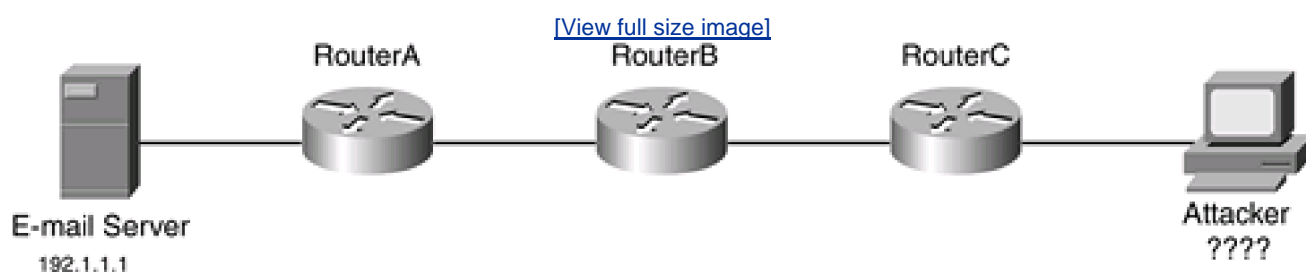 [View full size image]
RouterA RouterB RouterC
E-mail Server
192.1.1.1
Attacker
????